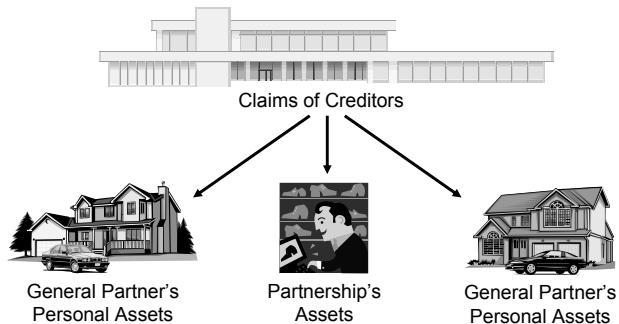 Claims of Creditors
General Partner's
Personal Assets
Partnership's
Assets
General Partner's
Personal Assets